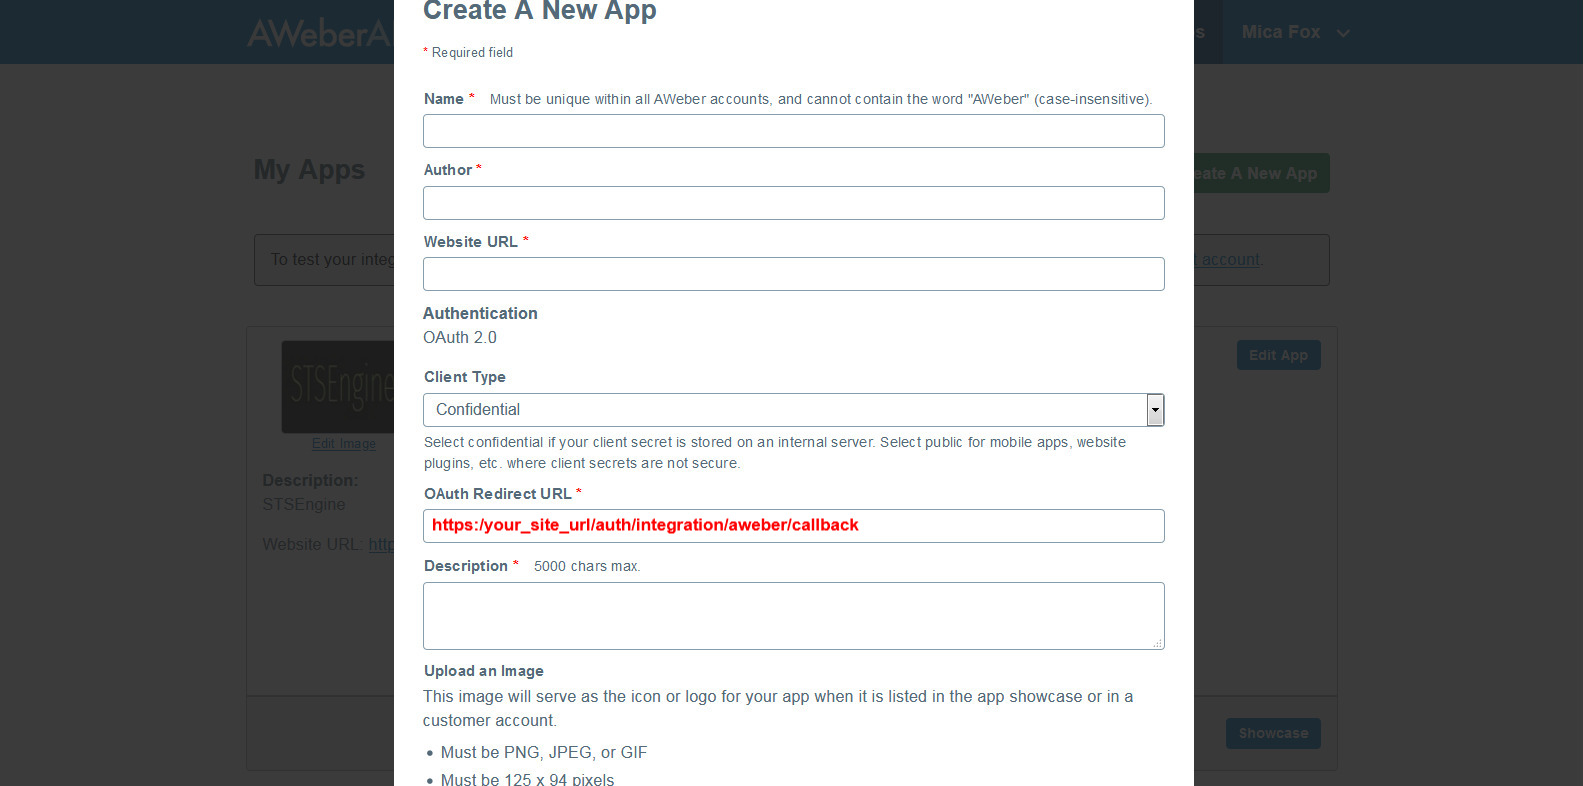 Create A New App
AWeberA
s
Mica Fox
* Required field
Name * Must be unique within all AWeber accounts, and cannot contain the word "AWeber" (case-insensitive).
My Apps
eate A New App
Author *
Website URL *
To test your integ
t account.
Authentication
OAuth 2.0
STSEngine
Edit App
Client Type
Confidential
Edit Image
Select confidential if your client secret is stored on an internal server. Select public for mobile apps, website
plugins, etc. where client secrets are not secure.
Description:
STSEngine
OAuth Redirect URL *
https:/your_site_url/auth/integration/aweber/callback
Website URL: http
Description * 5000 chars max.
Upload an Image
This image will serve as the icon or logo for your app when it is listed in the app showcase or in a
customer account.
Showcase
• Must be PNG, JPEG, or GIF
• Must be 125 x 94 pixels